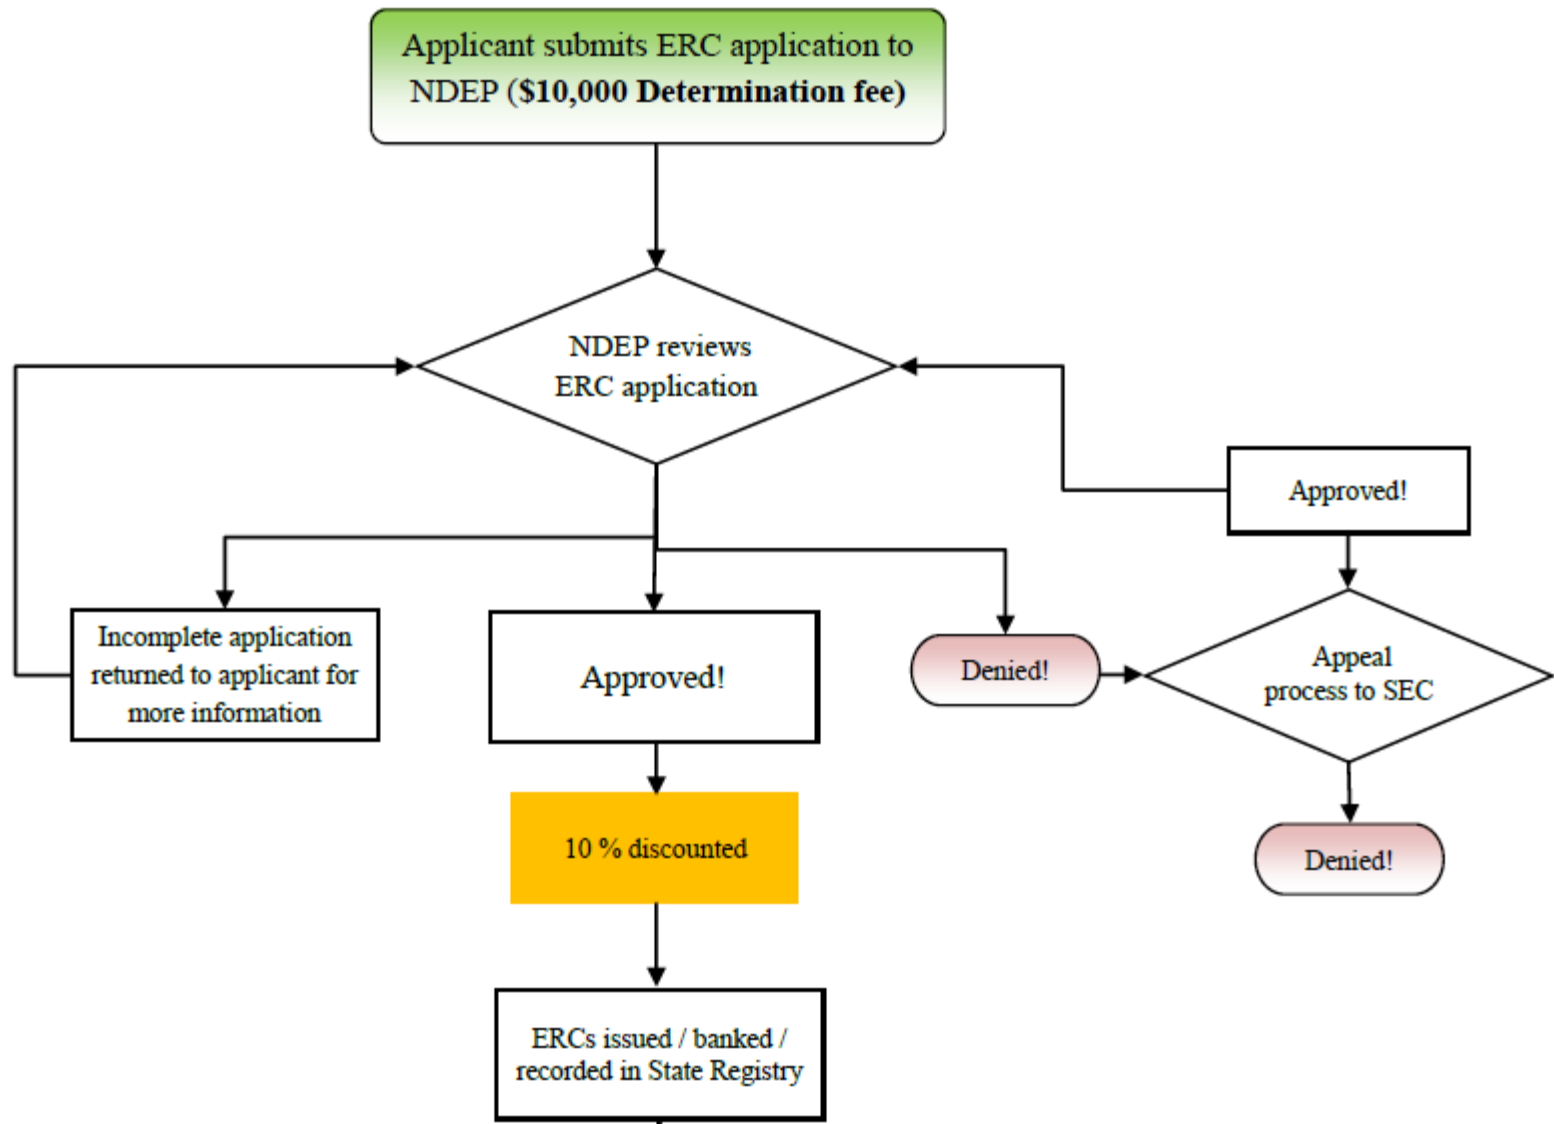 Applicant submits ERC application to
NDEP ($10,000 Determination fee)
NDEP reviews
ERC application
Approved!
Incomplete application
returned to applicant for
more information
Approved!
Denied!
Appeal
process to SEC
10 % discounted
Denied!
ERCs issued / banked /
recorded in State Registry